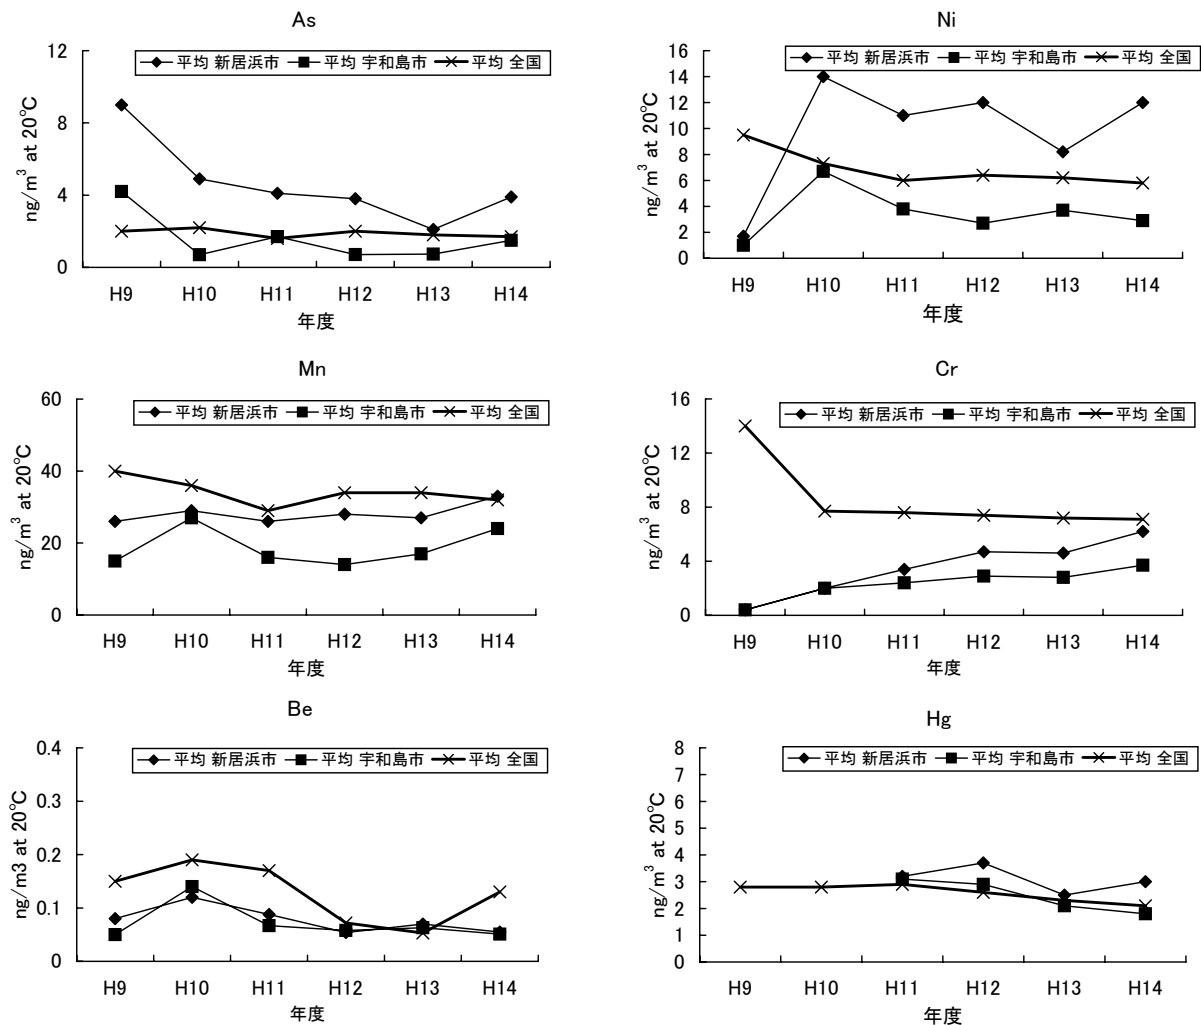 As
12
8
4
0
ng/m³ at 20℃
平均 新居浜市 平均 宇和島市 平均 全国
H9 H10 H11 H12 H13 H14
年度
Ni
16
14
12
10
8
6
4
2
0
ng/m³ at 20℃
平均 新居浜市 平均 宇和島市 平均 全国
H9 H10 H11 H12 H13 H14
年度
Mn
60
40
20
0
ng/m³ at 20℃
平均 新居浜市 平均 宇和島市 平均 全国
H9 H10 H11 H12 H13 H14
年度
Cr
16
12
8
4
0
ng/m³ at 20℃
平均 新居浜市 平均 宇和島市 平均 全国
H9 H10 H11 H12 H13 H14
年度
Be
0.4
0.3
0.2
0.1
0
ng/m3 at 20℃
平均 新居浜市 平均 宇和島市 平均 全国
H9 H10 H11 H12 H13 H14
年度
Hg
8
7
6
5
4
3
2
1
0
ng/m³ at 20℃
平均 新居浜市 平均 宇和島市 平均 全国
H9 H10 H11 H12 H13 H14
年度